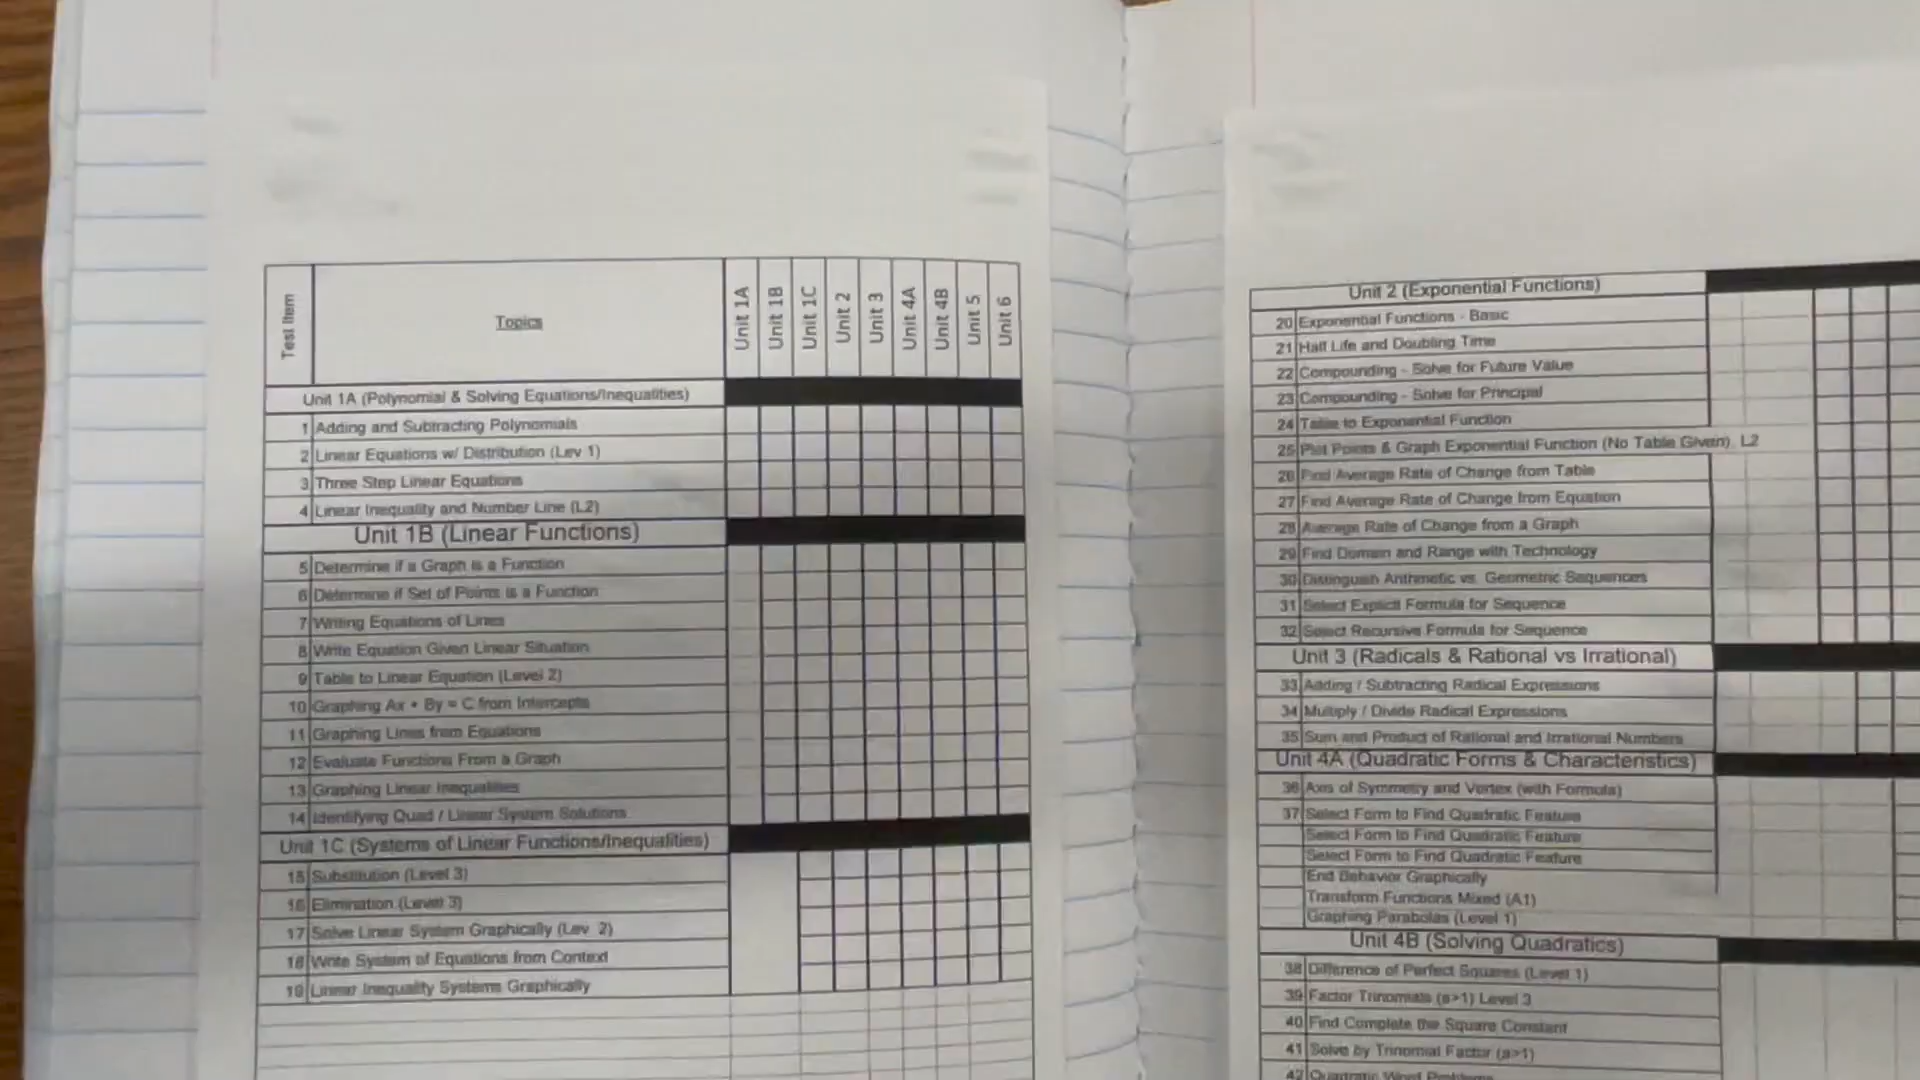 Test Item
Topics
Unit 1A
Unit 1B
Unit 1C
Unit 2
Unit 3
Unit 4A
Unit 4B
Unit 5
Unit 6
Unit 1A (Polynomial & Solving Equations/Inequalities)
1 Adding and Subtracting Polynomials
2 Linear Equations w/ Distribution (Lev 1)
3 Three Step Linear Equations
4 Linear Inequality and Number Line (L2)
Unit 1B (Linear Functions)
5 Determine if a Graph is a Function
6 Determine if Set of Points is a Function
7 Writing Equations of Lines
8 Write Equation Given Linear Situation
9 Table to Linear Equation (Level 2)
10 Graphing Ax + By = C from Intercepts
11 Graphing Lines from Equations
12 Evaluate Functions From a Graph
13 Graphing Linear Inequalities
14 Identifying Quad / Linear System Solutions
Unit 1C (Systems of Linear Functions/Inequalities)
15 Substitution (Level 3)
16 Elimination (Level 3)
17 Solve Linear System Graphically (Lev. 2)
18 Write System of Equations from Context
19 Linear Inequality Systems Graphically
Unit 2 (Exponential Functions)
20 Exponential Functions - Basic
21 Half Life and Doubling Time
22 Compounding - Solve for Future Value
23 Compounding - Solve for Principal
24 Table to Exponential Function
25 Plot Points & Graph Exponential Function (No Table Given) L2
26 Find Average Rate of Change from Table
27 Find Average Rate of Change from Equation
28 Average Rate of Change from a Graph
29 Find Domain and Range with Technology
30 Distinguish Arithmetic vs. Geometric Sequences
31 Select Explicit Formula for Sequence
32 Select Recursive Formula for Sequence
Unit 3 (Radicals & Rational vs Irrational)
33 Adding / Subtracting Radical Expressions
34 Multiply / Divide Radical Expressions
35 Sum and Product of Rational and Irrational Numbers
Unit 4A (Quadratic Forms & Characteristics)
36 Axis of Symmetry and Vertex (with Formula)
37 Select Form to Find Quadratic Feature
Select Form to Find Quadratic Feature
Select Form to Find Quadratic Feature
End Behavior Graphically
Transform Functions Mixed (A1)
Graphing Parabolas (Level 1)
Unit 4B (Solving Quadratics)
38 Difference of Perfect Squares (Level 1)
39 Factor Trinomials (a>1) Level 3
40 Find Complete the Square Constant
41 Solve by Trinomial Factor (a>1)
42 Quadratic Word Problems